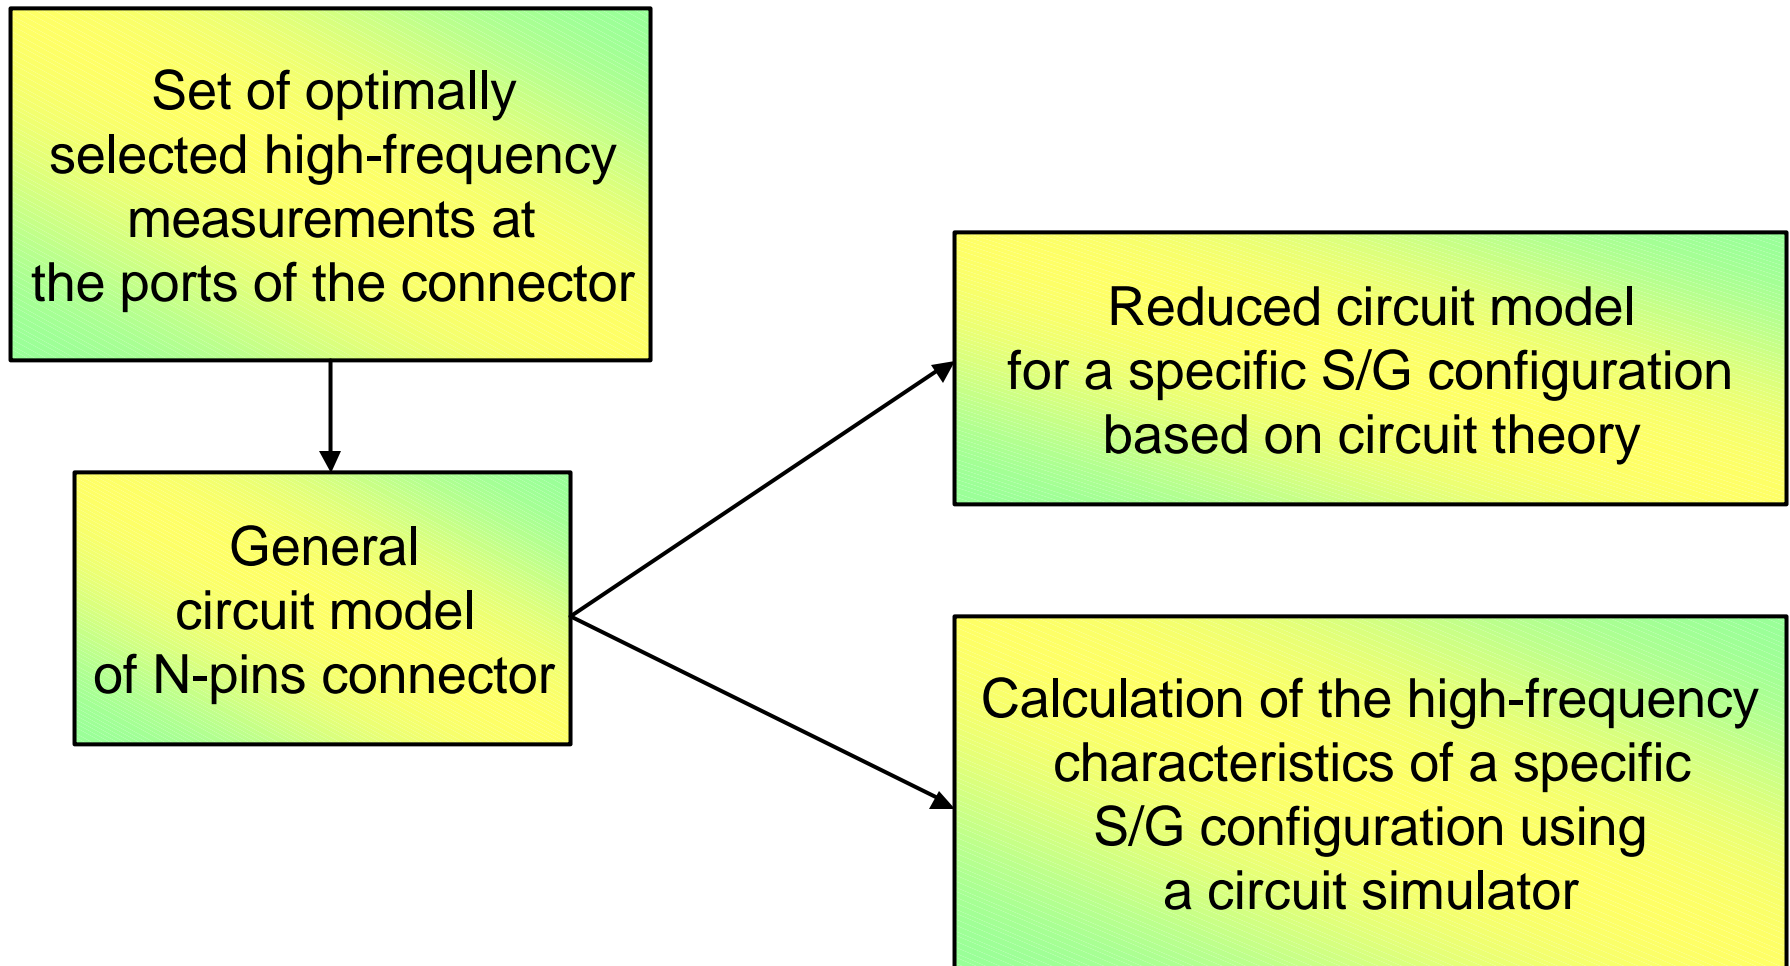 Set of optimally
selected high-frequency
measurements at
the ports of the connector
General
circuit model
of N-pins connector
Reduced circuit model
for a specific S/G configuration
based on circuit theory
Calculation of the high-frequency
characteristics of a specific
S/G configuration using
a circuit simulator